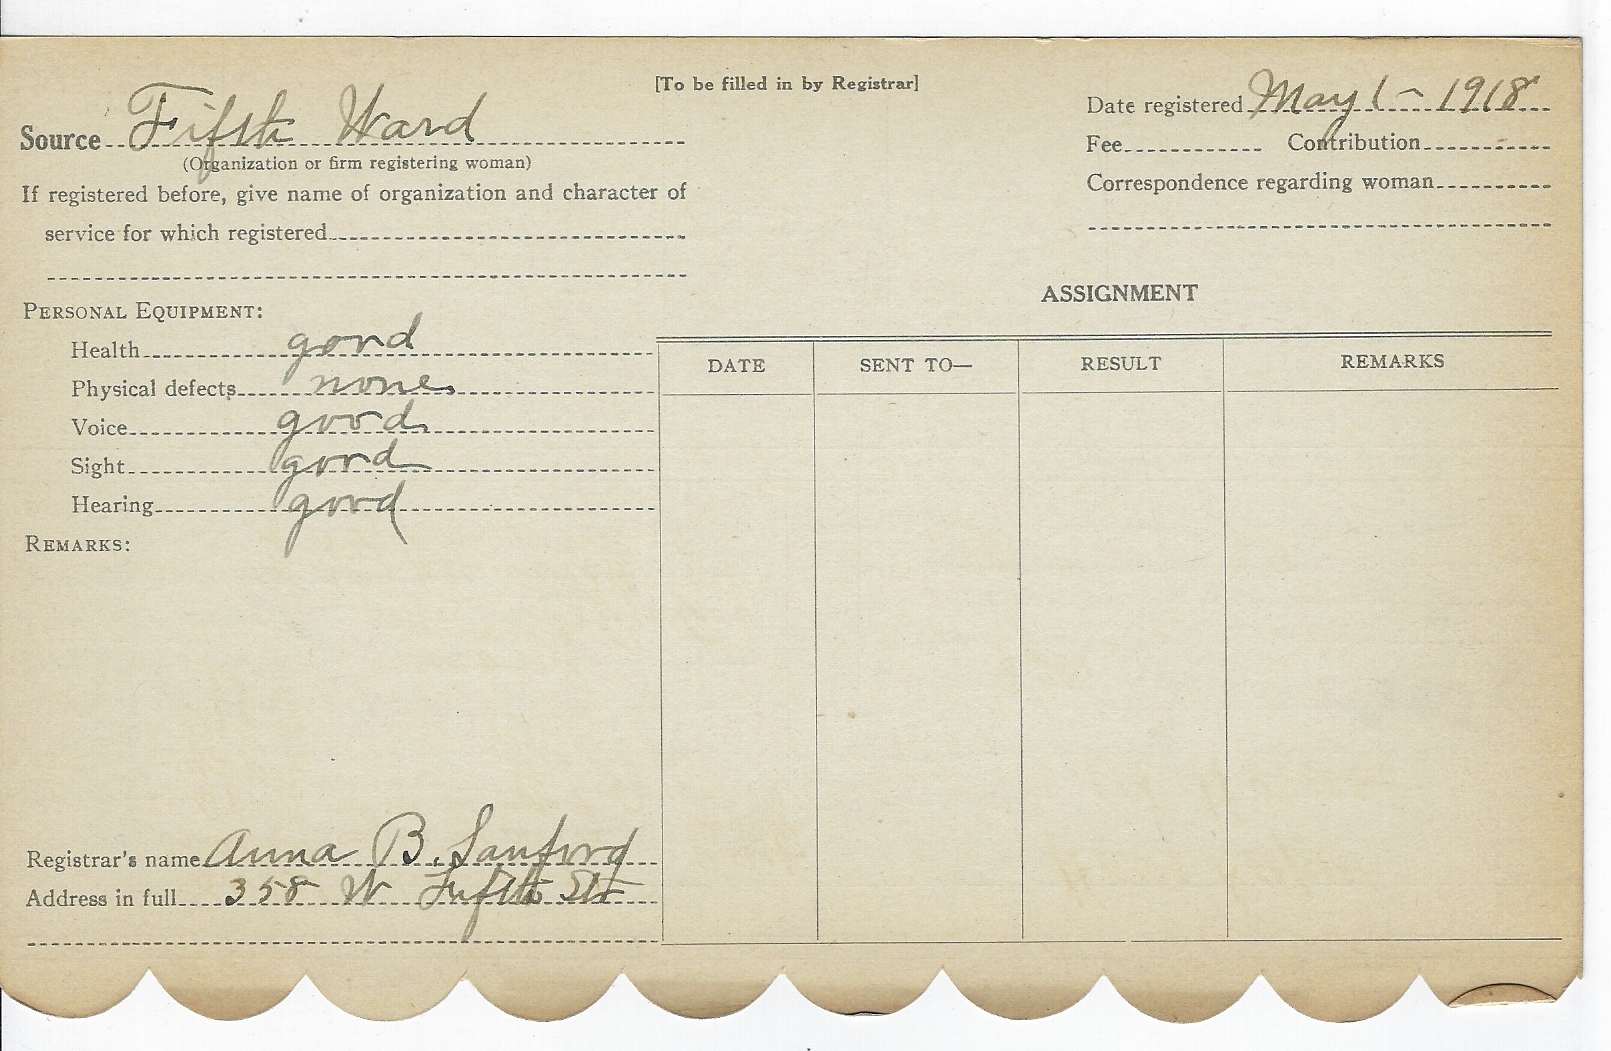 [To be filled in by Registrar]
Source Fifth Ward
(Organization or firm registering woman)
If registered before, give name of organization and character of
service for which registered
Date registered May 1 - 1918
Fee Contribution
Correspondence regarding woman
PERSONAL EQUIPMENT:
Health good
Physical defects none
Voice good
Sight good
Hearing good
REMARKS:
Registrar's name Anna B. Sanford
Address in full 358 W Fifth Str
ASSIGNMENT
DATE SENT TO— RESULT REMARKS